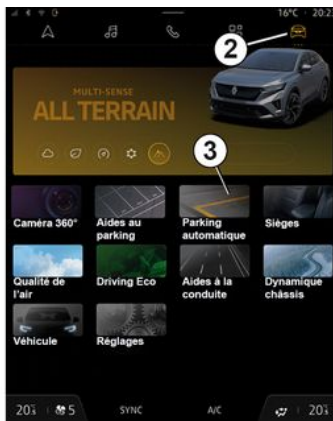 16°C 20:2
2
MULTI-SENSE
ALL TERRAIN
3
Caméra 360°
Aides au
parking
Parking
automatique
Sièges
Qualité de
l'air
Driving Eco
Aides à la
conduite
Dynamique
châssis
Véhicule
Réglages
20 5 SYNC A/C 20